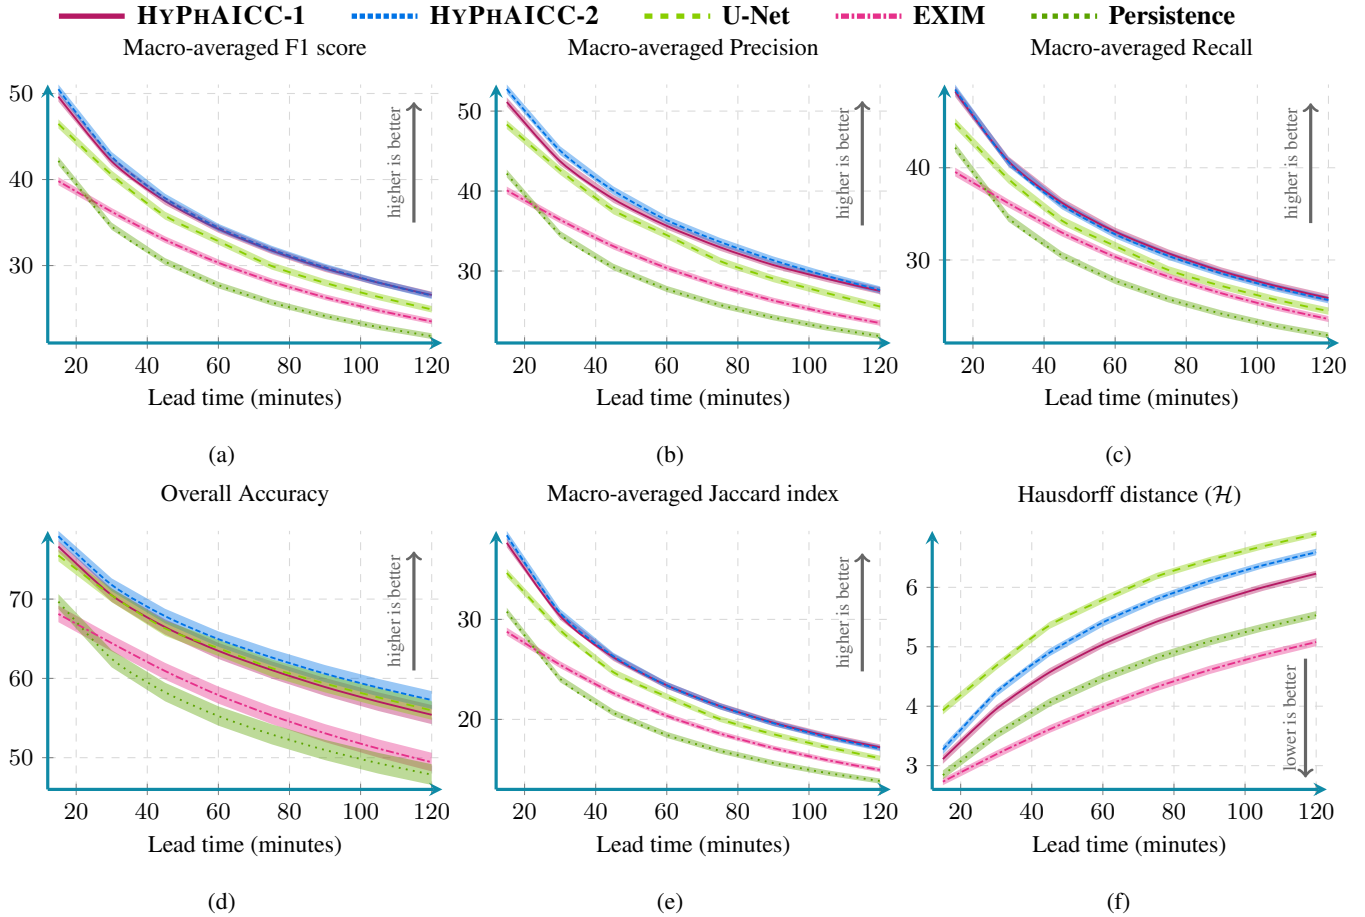 HYPHAICC-1 HYPHAICC-2 U-Net EXIM Persistence
Macro-averaged F1 score
50
40
30
20 40 60 80 100 120
Lead time (minutes)
higher is better
(a)
Macro-averaged Precision
50
40
30
20 40 60 80 100 120
Lead time (minutes)
higher is better
(b)
Macro-averaged Recall
40
30
20 40 60 80 100 120
Lead time (minutes)
higher is better
(c)
Overall Accuracy
70
60
50
20 40 60 80 100 120
Lead time (minutes)
higher is better
(d)
Macro-averaged Jaccard index
30
20
20 40 60 80 100 120
Lead time (minutes)
higher is better
(e)
Hausdorff distance (ℋ)
6
5
4
3
20 40 60 80 100 120
Lead time (minutes)
lower is better
(f)